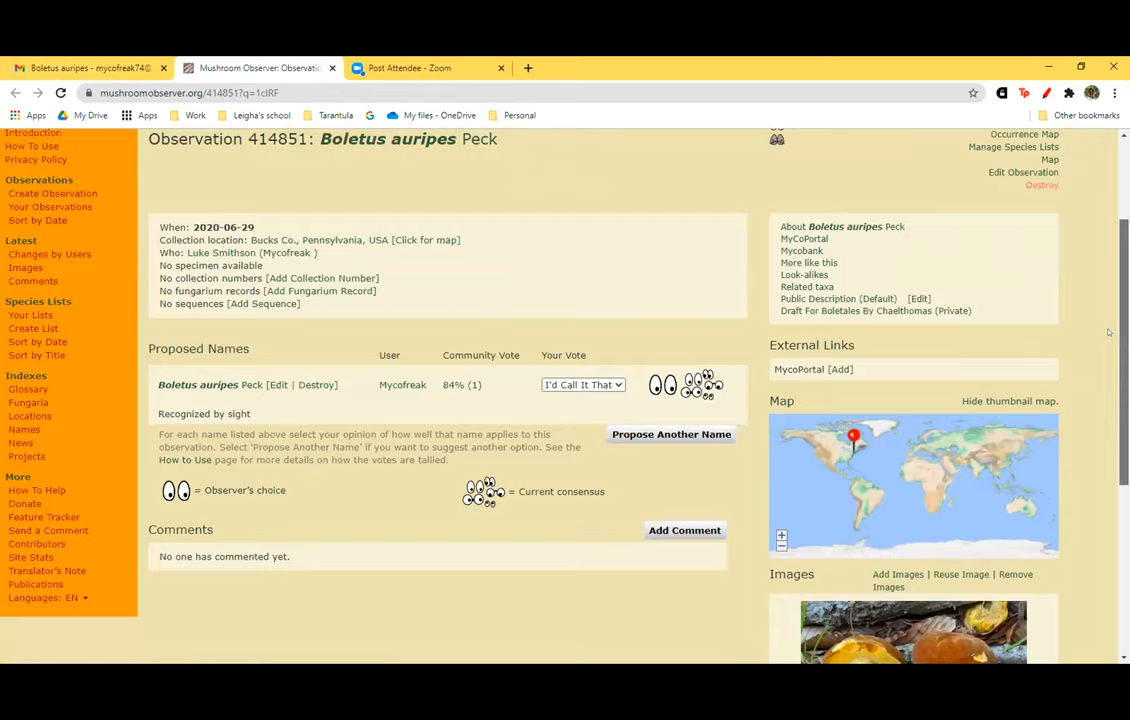 Boletus auripes - mycofreak74@
Mushroom Observer: Observatio
Post Attendee - Zoom
mushroomobserver.org/414851?q=1cIRF
Apps
My Drive
Apps
Work
Leigha's school
Tarantula
My files - OneDrive
Personal
Other bookmarks
Introduction
How To Use
Privacy Policy
Observations
Create Observation
Your Observations
Sort by Date
Latest
Changes by Users
Images
Comments
Species Lists
Your Lists
Create List
Sort by Date
Sort by Title
Indexes
Glossary
Fungaria
Locations
Names
News
Projects
More
How To Help
Donate
Feature Tracker
Send a Comment
Contributors
Site Stats
Translator's Note
Publications
Languages: EN
Observation 414851: Boletus auripes Peck
When: 2020-06-29
Collection location: Bucks Co., Pennsylvania, USA [Click for map]
Who: Luke Smithson (Mycofreak )
No specimen available
No collection numbers [Add Collection Number]
No fungarium records [Add Fungarium Record]
No sequences [Add Sequence]
Proposed Names
User
Community Vote
Your Vote
Boletus auripes Peck [Edit | Destroy]
Mycofreak
84% (1)
I'd Call It That
Recognized by sight
For each name listed above select your opinion of how well that name applies to this
observation. Select 'Propose Another Name' if you want to suggest another option. See the
How to Use page for more details on how the votes are tallied.
Propose Another Name
= Observer's choice
= Current consensus
Comments
Add Comment
No one has commented yet.
Occurrence Map
Manage Species Lists
Map
Edit Observation
Destroy
About Boletus auripes Peck
MyCoPortal
Mycobank
More like this
Look-alikes
Related taxa
Public Description (Default) [Edit]
Draft For Boletales By Chaelthomas (Private)
External Links
MycoPortal [Add]
Map
Hide thumbnail map.
Images
Add Images | Reuse Image | Remove
Images